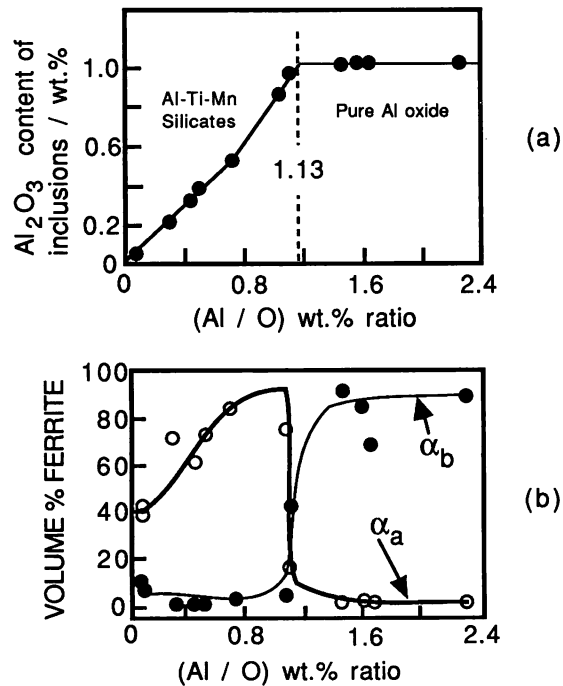 Al₂O₃ content of
inclusions / wt.%
1.0
0.6
0.2
0
Al-Ti-Mn
Silicates
Pure Al oxide
1.13
(a)
0
0.8
1.6
2.4
(Al / O) wt.% ratio
VOLUME % FERRITE
100
80
60
40
20
0
αb
αa
(b)
0
0.8
1.6
2.4
(Al / O) wt.% ratio